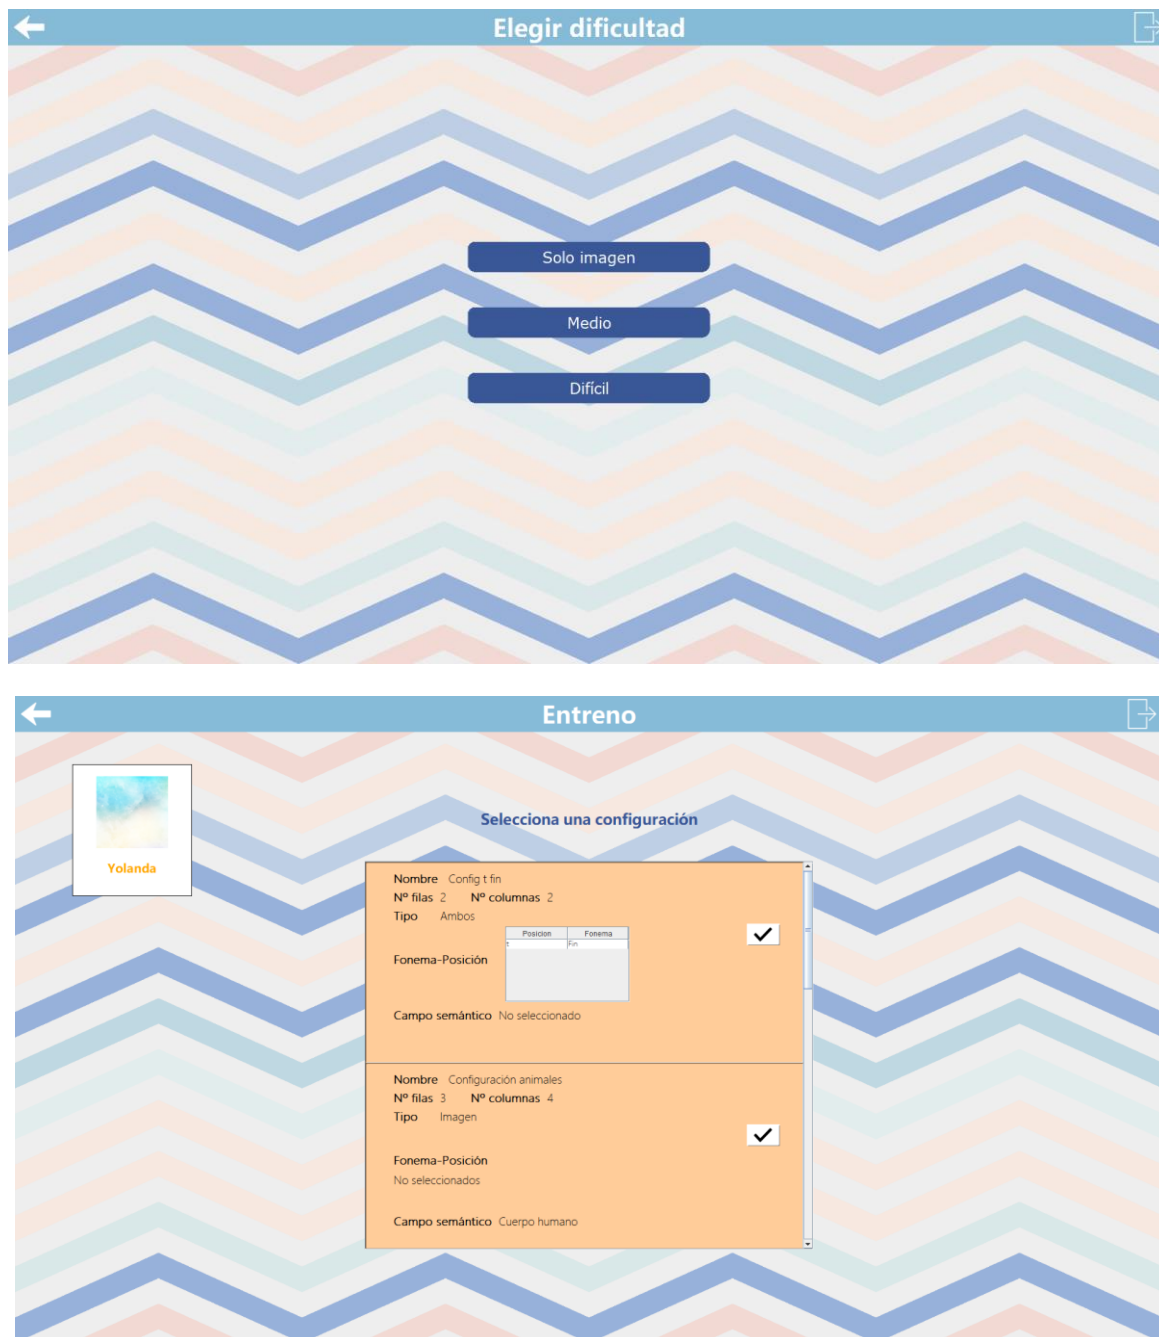 Elegir dificultad
Solo imagen
Medio
Difícil
Entreno
Yolanda
Selecciona una configuración
Nombre Config t fin
Nº filas 2 Nº columnas 2
Tipo Ambos
Posicion Fonema
t Fin
Fonema-Posición
Campo semántico No seleccionado
Nombre Configuración animales
Nº filas 3 Nº columnas 4
Tipo Imagen
Fonema-Posición
No seleccionados
Campo semántico Cuerpo humano